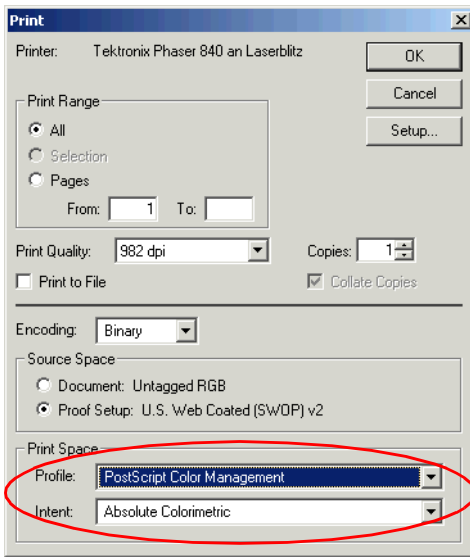 Print
Printer: Tektronix Phaser 840 an Laserblitz
OK
Cancel
Setup...
Print Range
All
Selection
Pages
From: 1 To:
Print Quality: 982 dpi Copies: 1
Print to File Collate Copies
Encoding: Binary
Source Space
Document: Untagged RGB
Proof Setup: U.S. Web Coated (SWOP) v2
Print Space
Profile: PostScript Color Management
Intent: Absolute Colorimetric